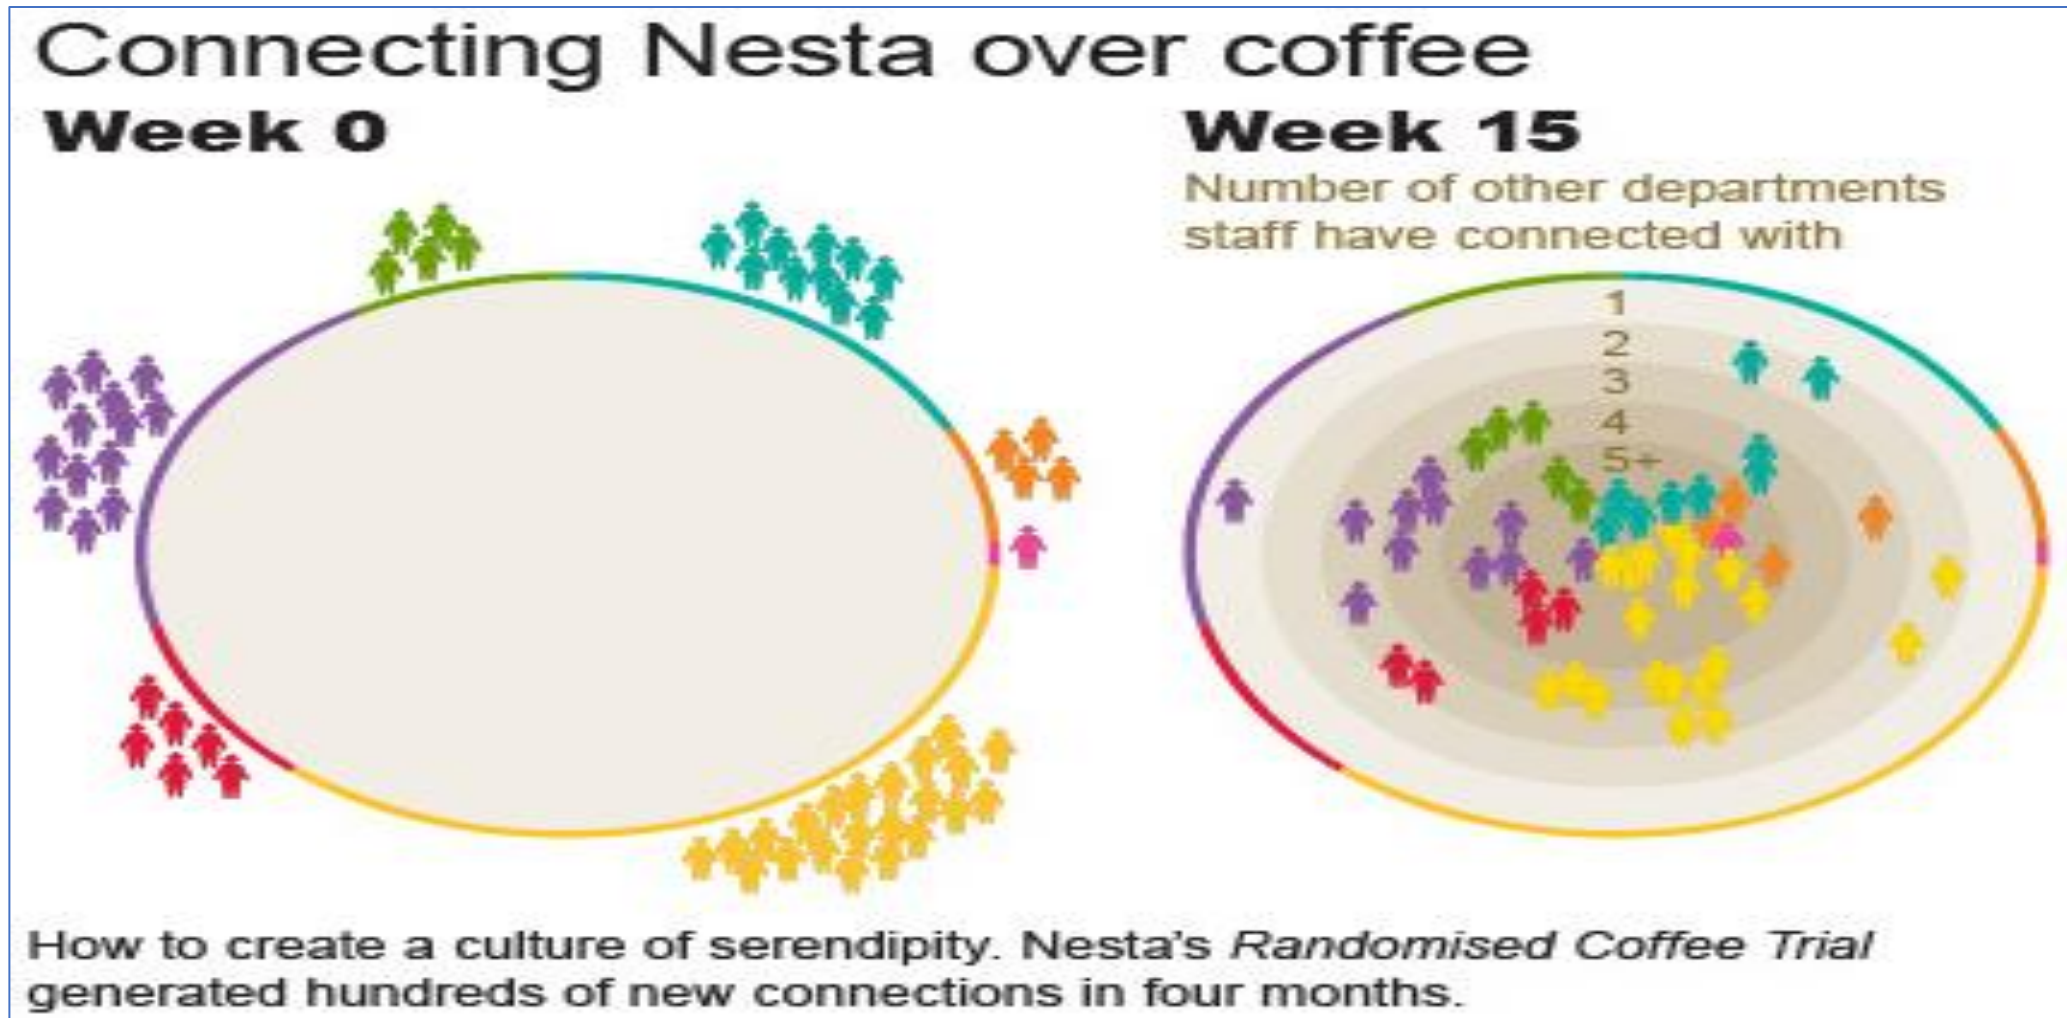 Connecting Nesta over coffee
Week 0
Week 15
Number of other departments
staff have connected with
1
2
3
4
5+
How to create a culture of serendipity. Nesta's Randomised Coffee Trial
generated hundreds of new connections in four months.